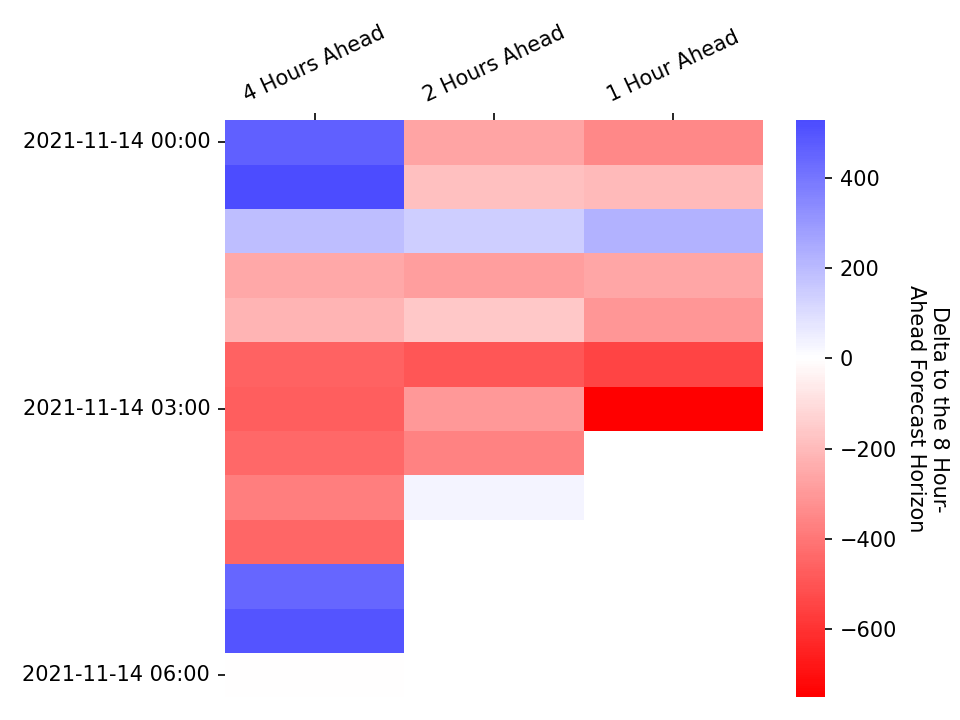 4 Hours Ahead
2 Hours Ahead
1 Hour Ahead
2021-11-14 00:00
2021-11-14 03:00
2021-11-14 06:00
400
200
0
−200
−400
−600
Delta to the 8 Hour-
Ahead Forecast Horizon